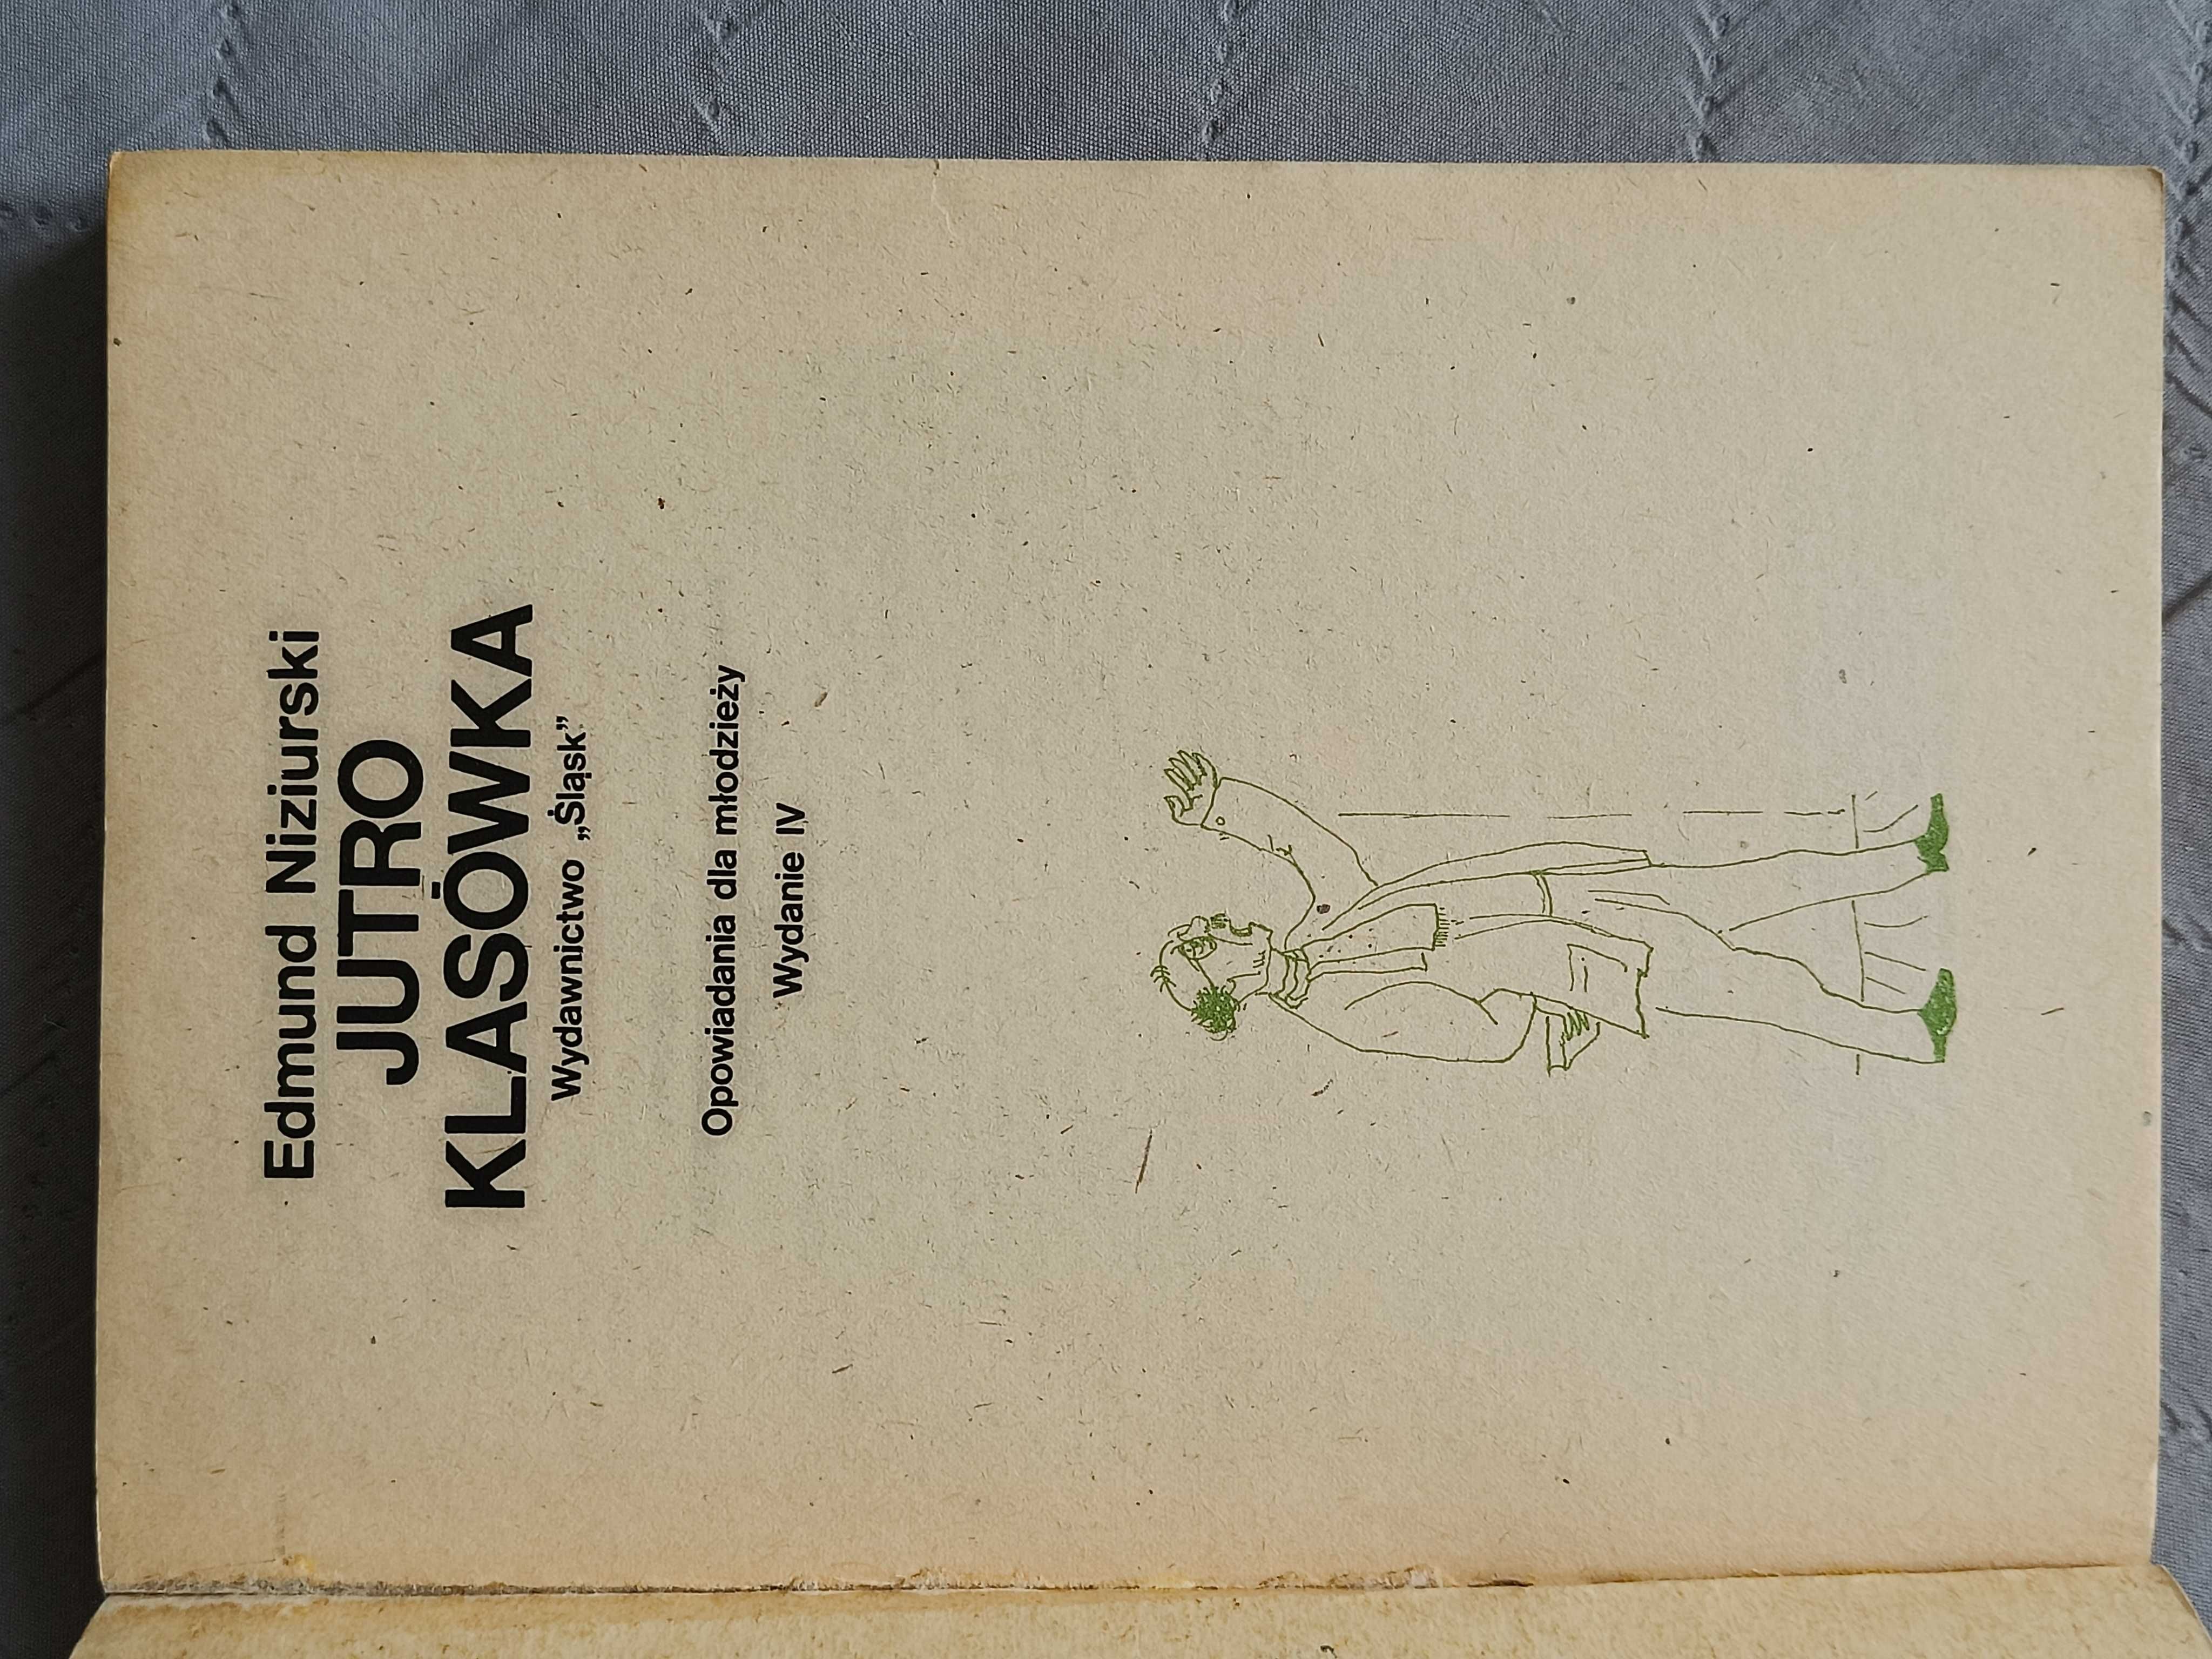 Edmund Niziurski
JUTRO
KLASÓWKA
Wydawnictwo „Śląsk”
Opowiadania dla młodzieży
Wydanie IV